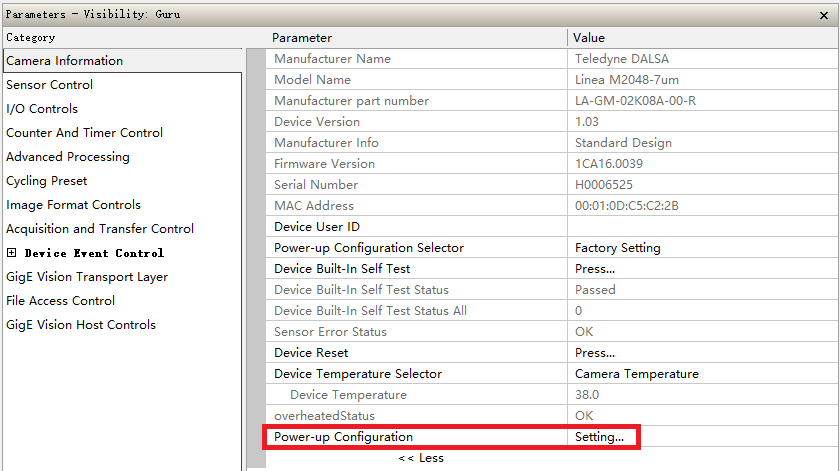 Parameters - Visibility: Guru
Category
Camera Information
Sensor Control
I/O Controls
Counter And Timer Control
Advanced Processing
Cycling Preset
Image Format Controls
Acquisition and Transfer Control
Device Event Control
GigE Vision Transport Layer
File Access Control
GigE Vision Host Controls
Parameter Value
Manufacturer Name Teledyne DALSA
Model Name Linea M2048-7um
Manufacturer part number LA-GM-02K08A-00-R
Device Version 1.03
Manufacturer Info Standard Design
Firmware Version 1CA16.0039
Serial Number H0006525
MAC Address 00:01:0D:C5:C2:2B
Device User ID
Power-up Configuration Selector Factory Setting
Device Built-In Self Test Press...
Device Built-In Self Test Status Passed
Device Built-In Self Test Status All 0
Sensor Error Status OK
Device Reset Press...
Device Temperature Selector Camera Temperature
Device Temperature 38.0
overheatedStatus OK
Power-up Configuration Setting...
<< Less